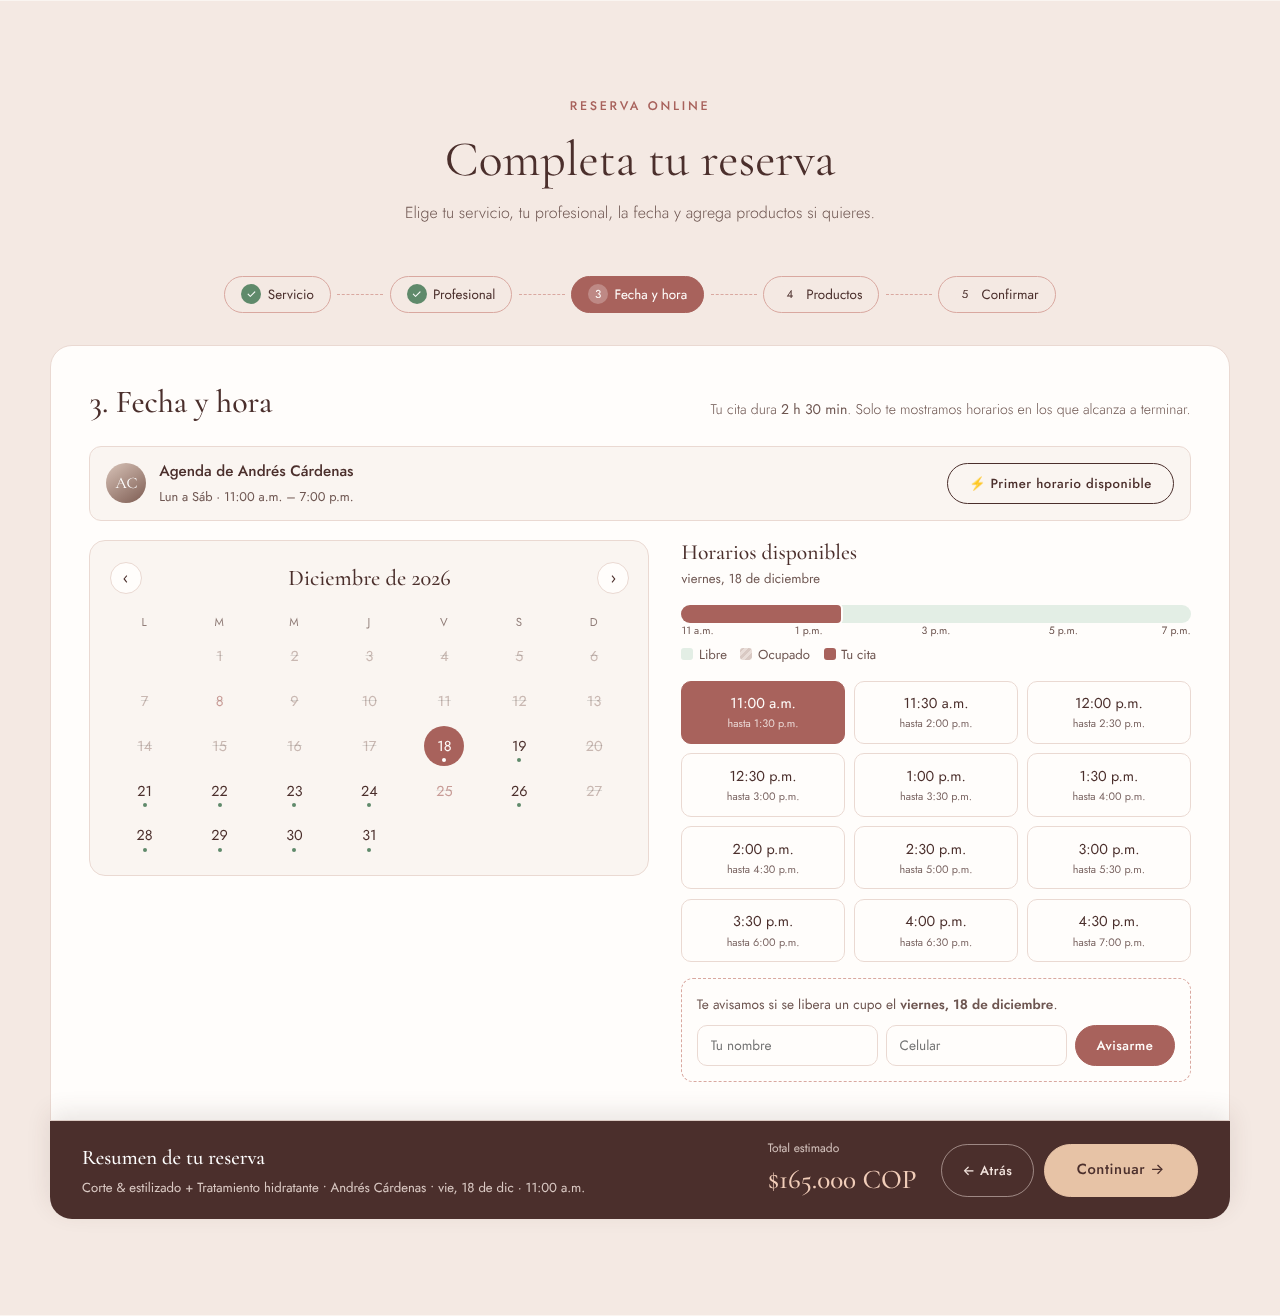 RESERVA ONLINE
Completa tu reserva
Elige tu servicio, tu profesional, la fecha y agrega productos si quieres.
Servicio
Profesional
3 Fecha y hora
4 Productos
5 Confirmar
3. Fecha y hora
Tu cita dura 2 h 30 min. Solo te mostramos horarios en los que alcanza a terminar.
AC
Agenda de Andrés Cárdenas
Lun a Sáb · 11:00 a.m. – 7:00 p.m.
⚡ Primer horario disponible
‹ Diciembre de 2026 ›
L M M J V S D
1 2 3 4 5 6
7 8 9 10 11 12 13
14 15 16 17 18 19 20
21 22 23 24 25 26 27
28 29 30 31
Horarios disponibles
viernes, 18 de diciembre
11 a.m. 1 p.m. 3 p.m. 5 p.m. 7 p.m.
Libre Ocupado Tu cita
11:00 a.m. 11:30 a.m. 12:00 p.m.
hasta 1:30 p.m. hasta 2:00 p.m. hasta 2:30 p.m.
12:30 p.m. 1:00 p.m. 1:30 p.m.
hasta 3:00 p.m. hasta 3:30 p.m. hasta 4:00 p.m.
2:00 p.m. 2:30 p.m. 3:00 p.m.
hasta 4:30 p.m. hasta 5:00 p.m. hasta 5:30 p.m.
3:30 p.m. 4:00 p.m. 4:30 p.m.
hasta 6:00 p.m. hasta 6:30 p.m. hasta 7:00 p.m.
Te avisamos si se libera un cupo el viernes, 18 de diciembre.
Tu nombre
Celular
Avisarme
Resumen de tu reserva
Corte & estilizado + Tratamiento hidratante · Andrés Cárdenas · vie, 18 de dic · 11:00 a.m.
Total estimado
$165.000 COP
← Atrás
Continuar →